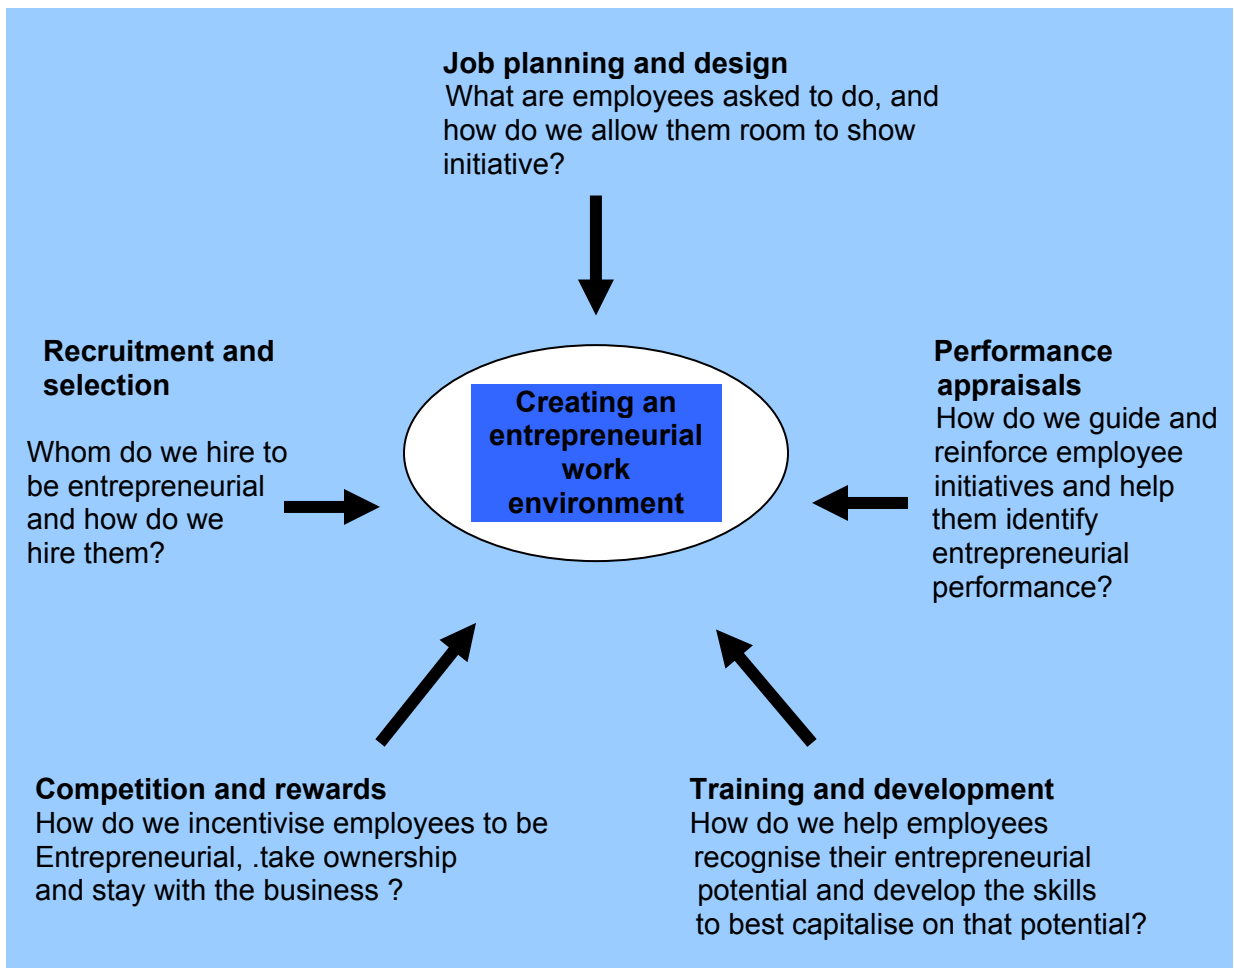 Job planning and design
What are employees asked to do, and
how do we allow them room to show
initiative?
Recruitment and
selection
Whom do we hire to
be entrepreneurial
and how do we
hire them?
Creating an
entrepreneurial
work
environment
Performance
appraisals
How do we guide and
reinforce employee
initiatives and help
them identify
entrepreneurial
performance?
Competition and rewards
How do we incentivise employees to be
Entrepreneurial, .take ownership
and stay with the business ?
Training and development
How do we help employees
recognise their entrepreneurial
potential and develop the skills
to best capitalise on that potential?